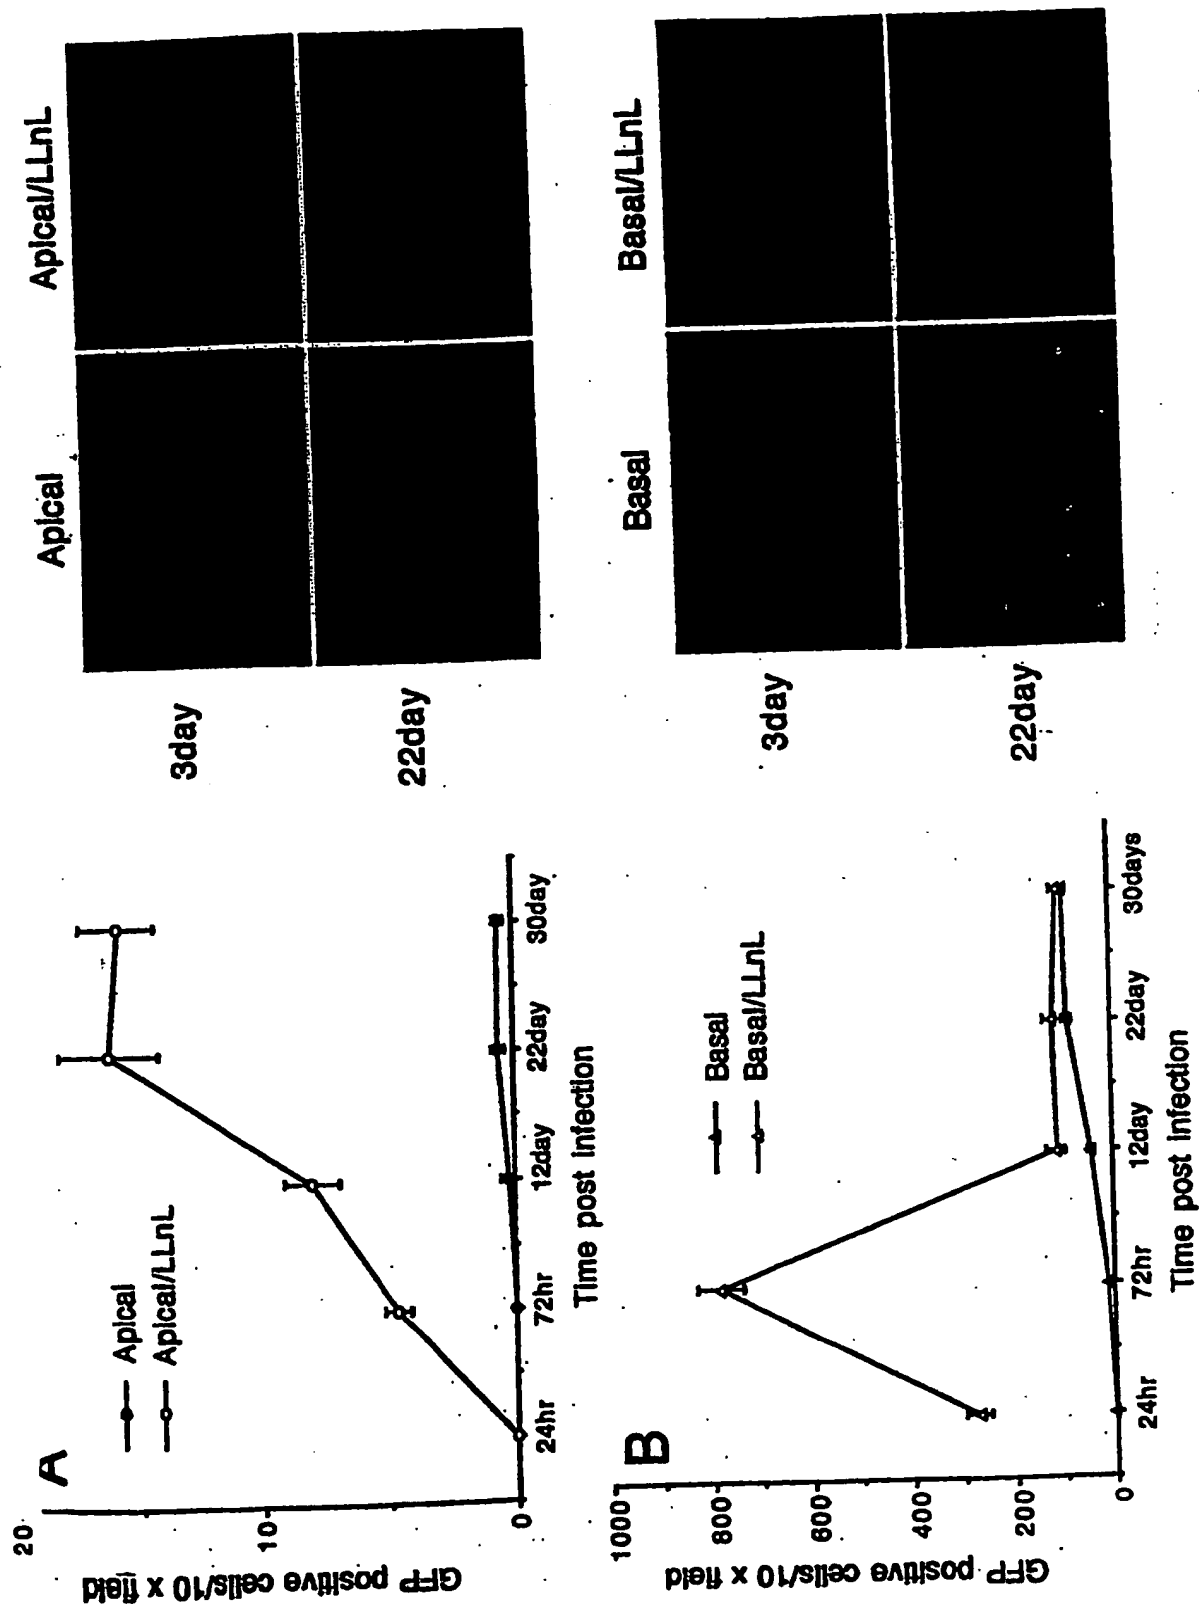 A
Apical
Apical/LLnL
GFP positive cells/10 x field
20
10
0
24hr
72hr
12day
22day
30day
Time post infection
Apical
Apical/LLnL
3day
22day
B
Basal
Basal/LLnL
GFP positive cells/10 x field
1000
800
600
400
200
0
24hr
72hr
12day
22day
30days
Time post infection
Basal
Basal/LLnL
3day
22day